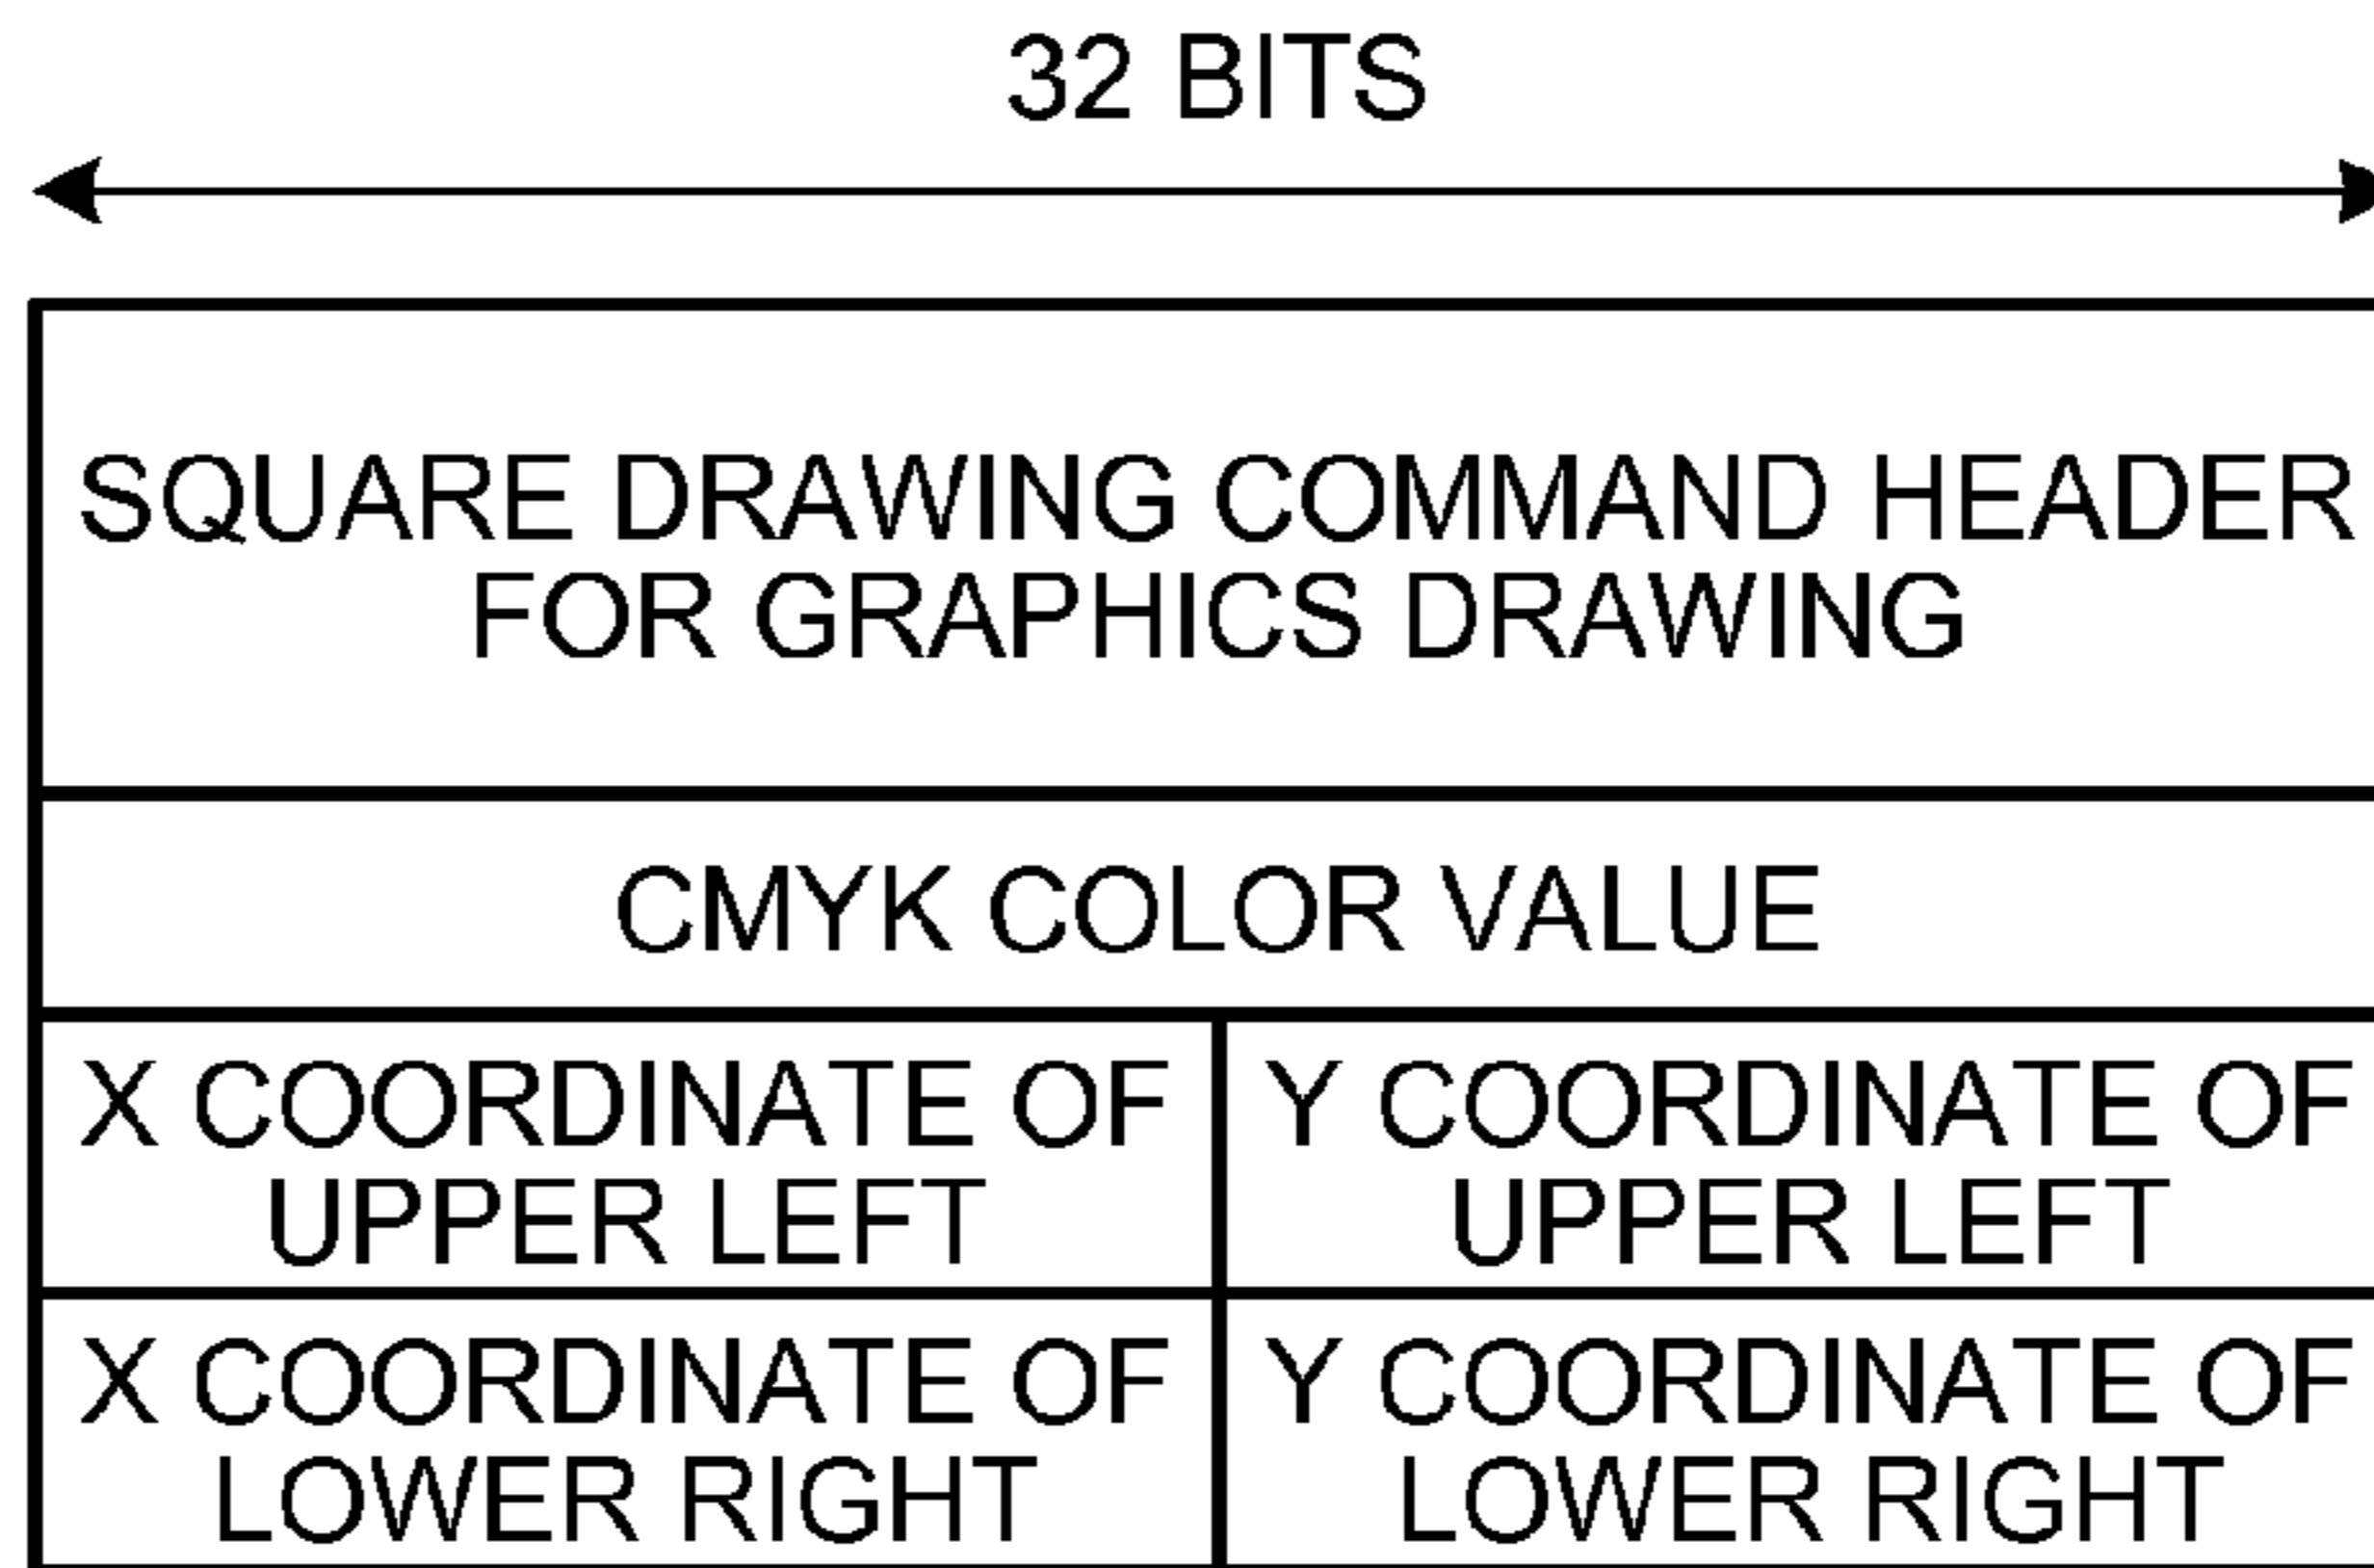 32 BITS
SQUARE DRAWING COMMAND HEADER
FOR GRAPHICS DRAWING
CMYK COLOR VALUE
X COORDINATE OF
UPPER LEFT
Y COORDINATE OF
UPPER LEFT
X COORDINATE OF
LOWER RIGHT
Y COORDINATE OF
LOWER RIGHT